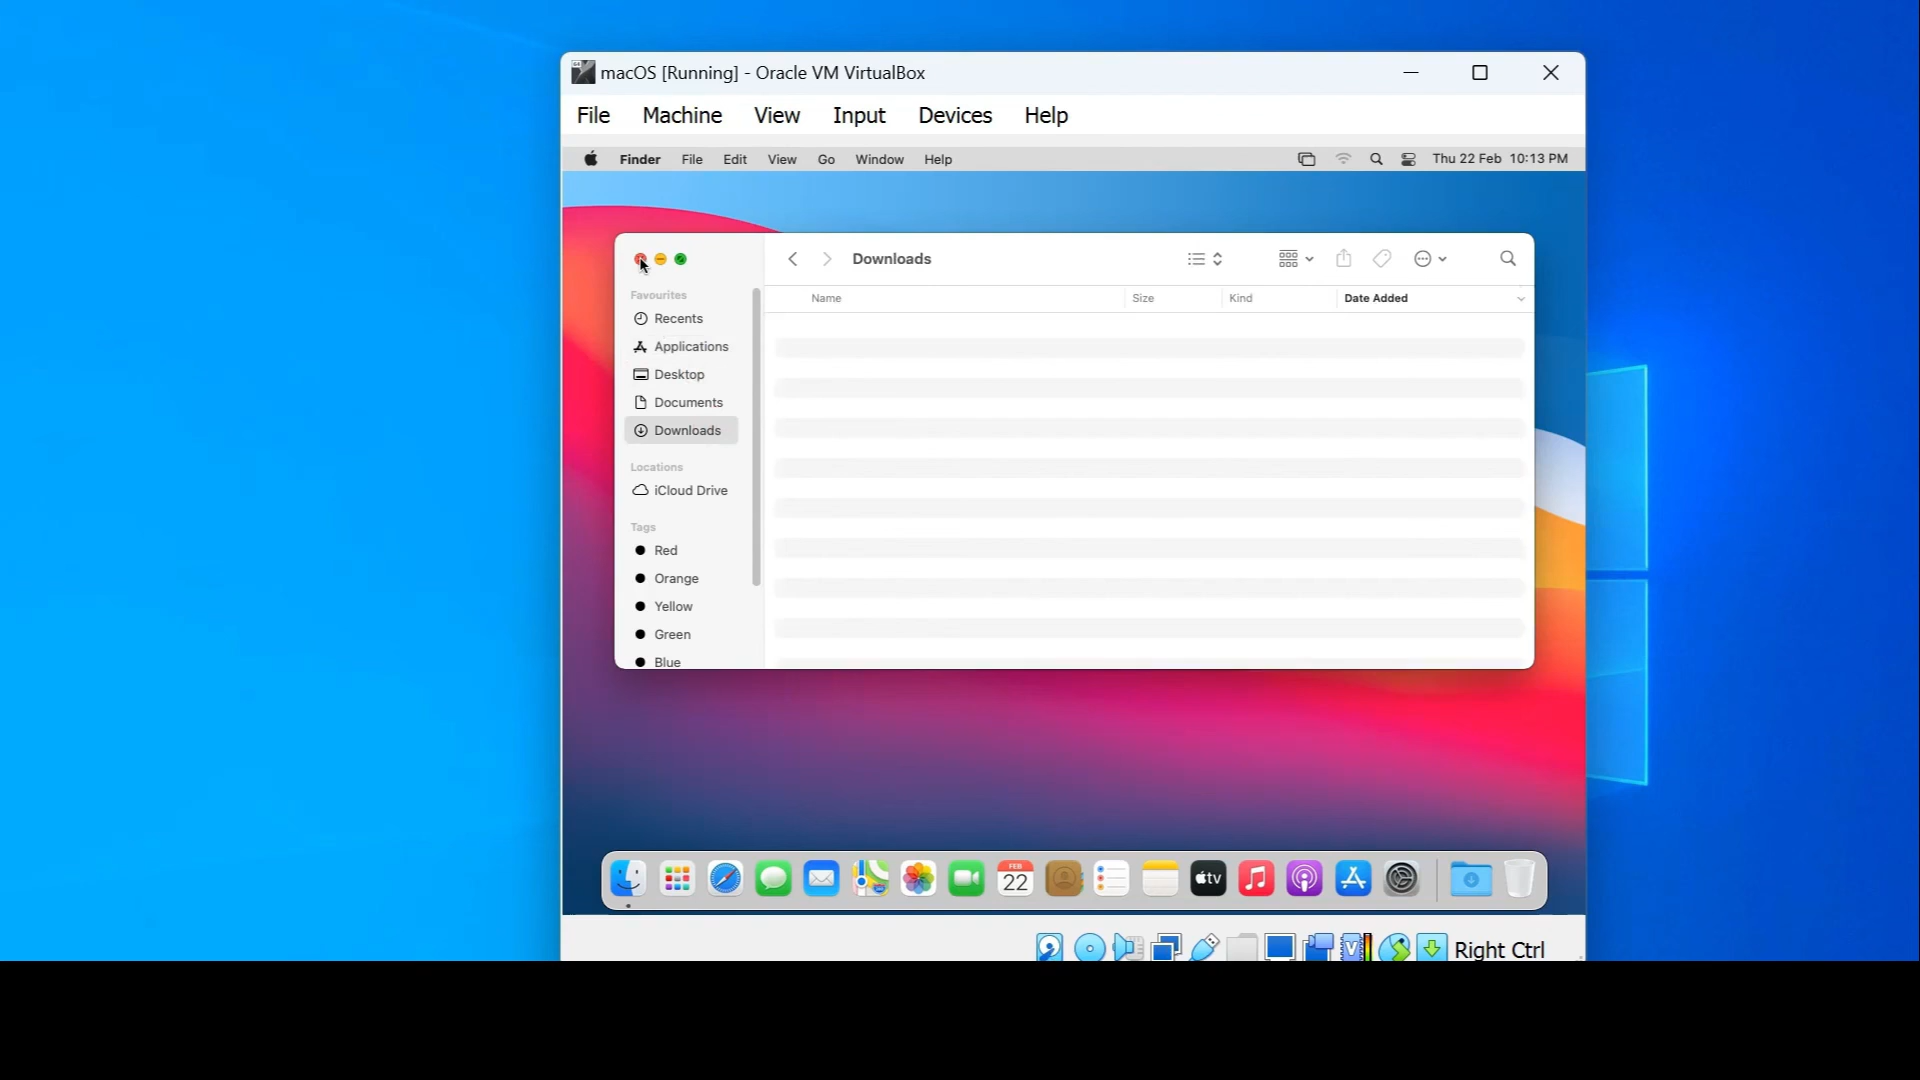 macOS [Running] - Oracle VM VirtualBox
File Machine View Input Devices Help
Finder File Edit View Go Window Help Thu 22 Feb 10:13 PM
Downloads
Favourites
Name Size Kind Date Added
Recents
Applications
Desktop
Documents
Downloads
Locations
iCloud Drive
Tags
Red
Orange
Yellow
Green
Blue
FEB
22
tv
Right Ctrl